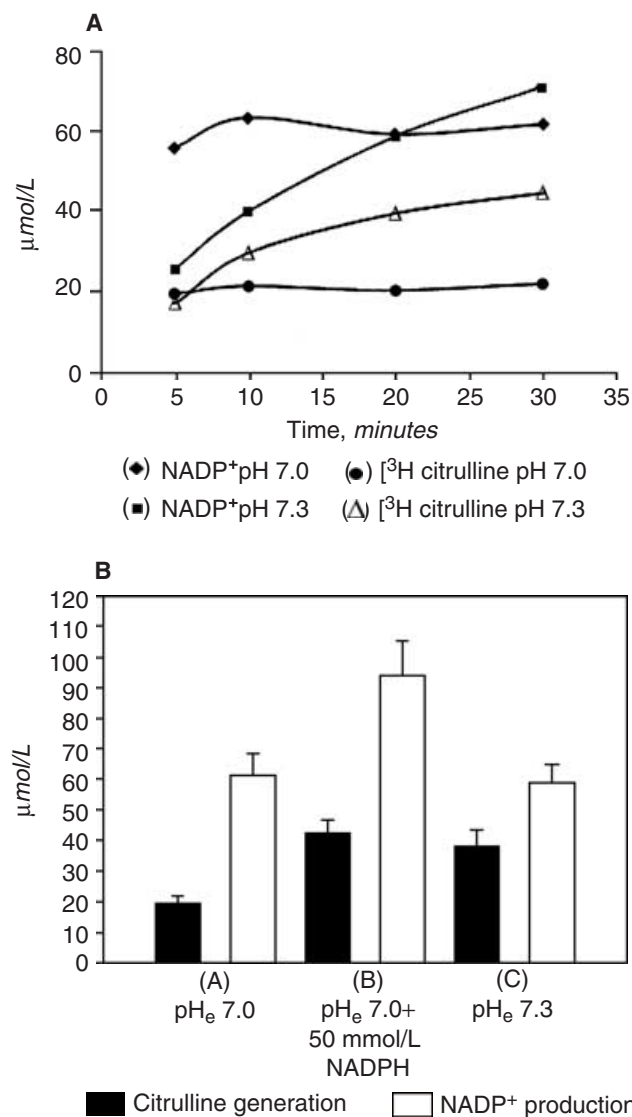 A
80
60
40
20
0
μmol/L
0 5 10 15 20 25 30 35
Time, minutes
(◆) NADP+pH 7.0 (●) [3H citrulline pH 7.0
(■) NADP+pH 7.3 (△) [3H citrulline pH 7.3
B
120
110
100
90
80
70
60
50
40
30
20
10
0
μmol/L
(A) (B) (C)
pHe 7.0 pHe 7.0+ pHe 7.3
50 mmol/L
NADPH
Citrulline generation NADP+ production